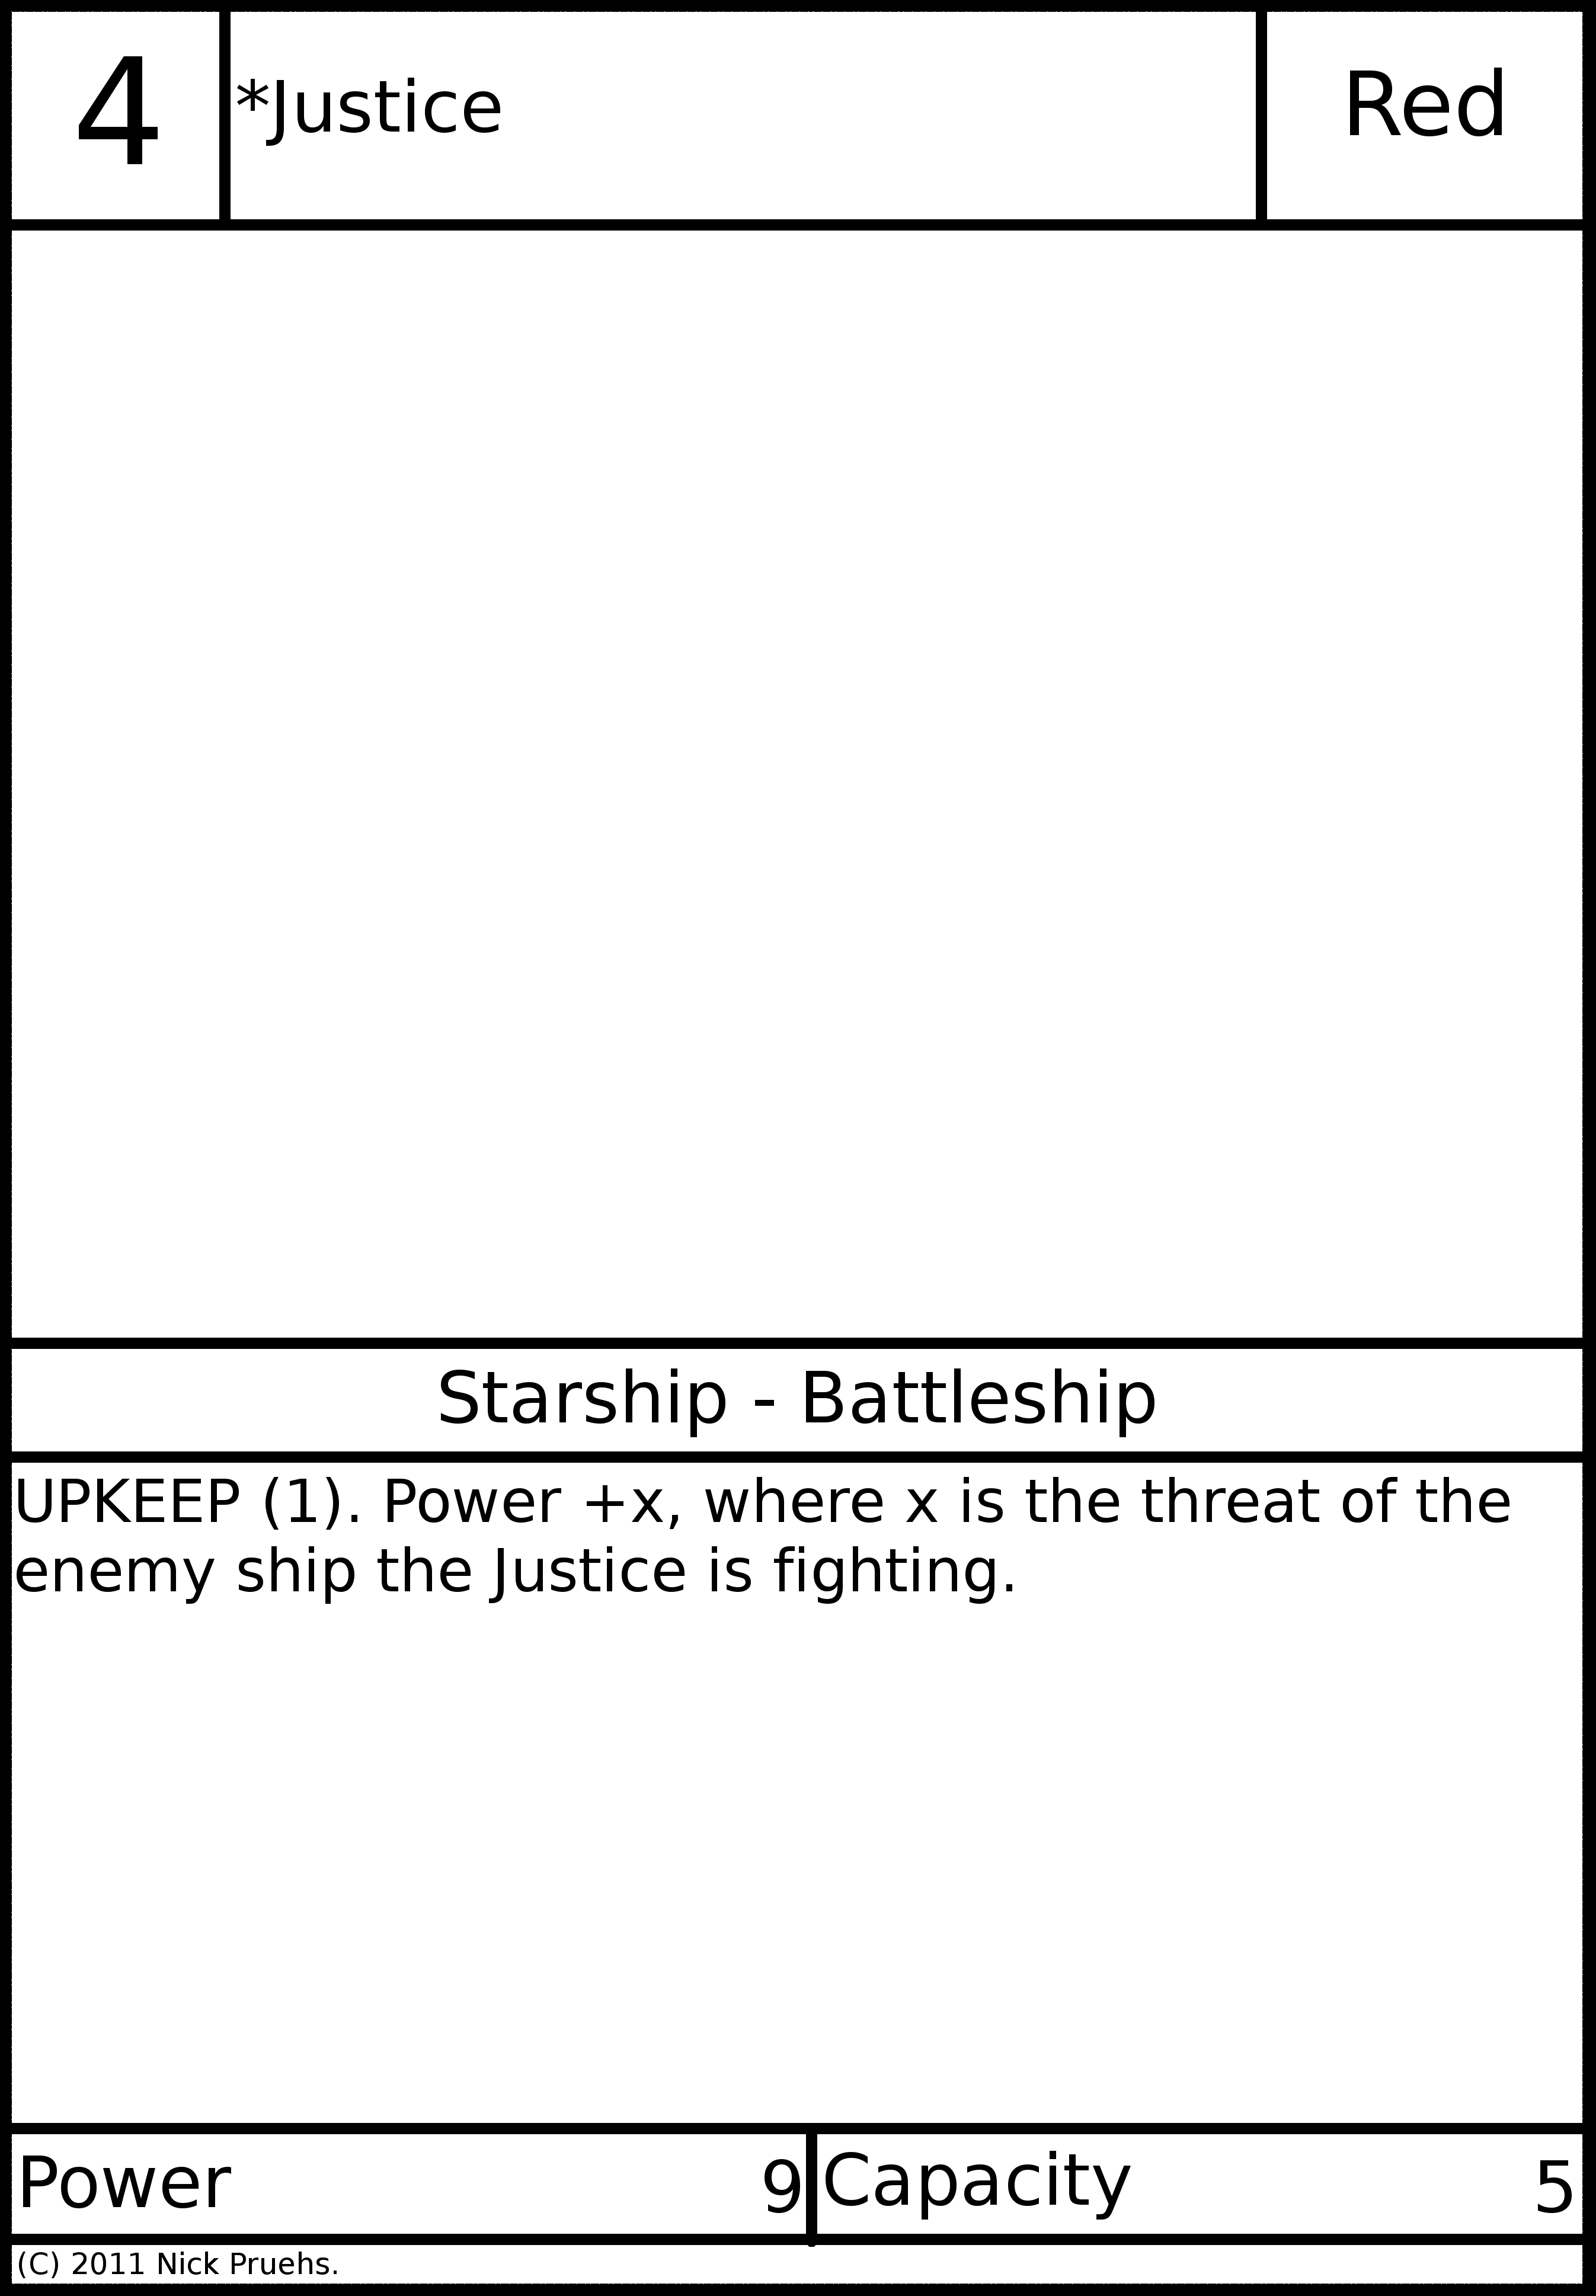 4
*Justice
Red
Starship - Battleship
UPKEEP (1). Power +x, where x is the threat of the
enemy ship the Justice is fighting.
Power 9
Capacity 5
(C) 2011 Nick Pruehs.